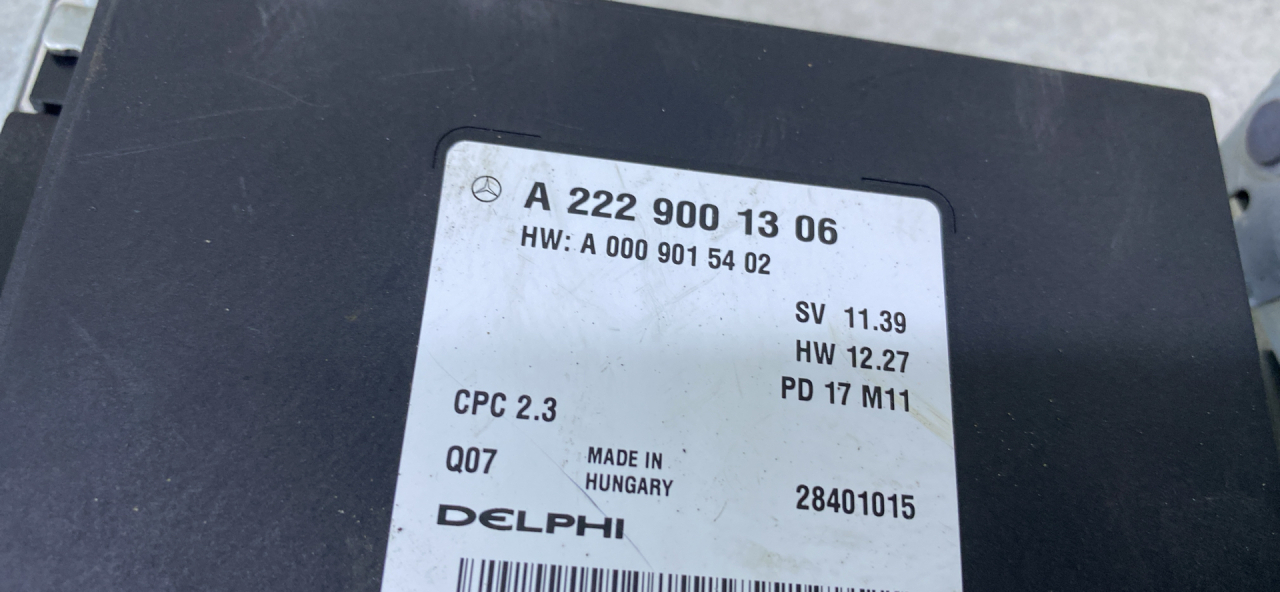 A 222 900 13 06
HW: A 000 901 54 02
SV 11.39
HW 12.27
PD 17 M11
CPC 2.3
Q07
MADE IN
HUNGARY
28401015
DELPHI